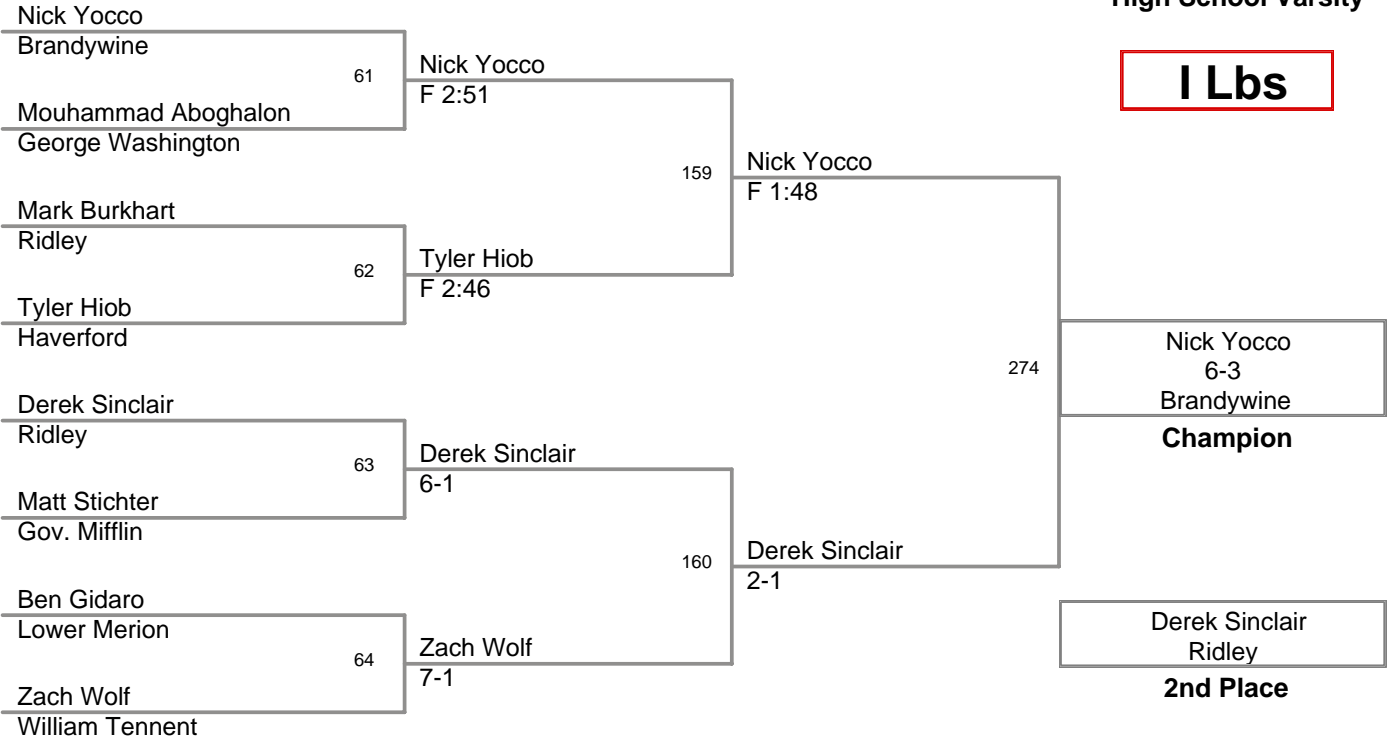 High School Varsity
I Lbs
Nick Yocco
Brandywine
61
Mouhammad Aboghalon
George Washington
Nick Yocco
F 2:51
Mark Burkhart
Ridley
62
Tyler Hiob
Haverford
Tyler Hiob
F 2:46
159
Nick Yocco
F 1:48
Derek Sinclair
Ridley
63
Matt Stichter
Gov. Mifflin
Derek Sinclair
6-1
Ben Gidaro
Lower Merion
64
Zach Wolf
William Tennent
Zach Wolf
7-1
160
Derek Sinclair
2-1
274
Nick Yocco
6-3
Brandywine
Champion
Derek Sinclair
Ridley
2nd Place